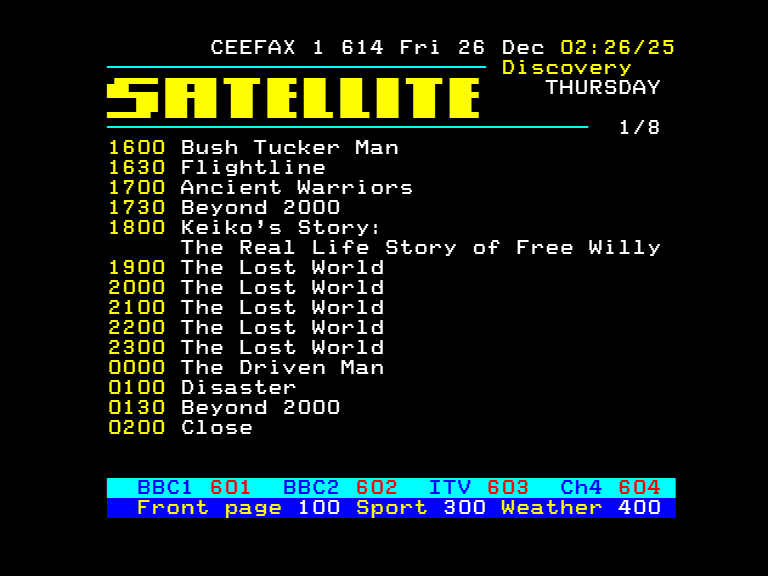 CEEFAX 1 614 Fri 26 Dec 02:26/25
Discovery
SATELLITE THURSDAY
1/8
1600 Bush Tucker Man
1630 Flightline
1700 Ancient Warriors
1730 Beyond 2000
1800 Keiko's Story:
The Real Life Story of Free Willy
1900 The Lost World
2000 The Lost World
2100 The Lost World
2200 The Lost World
2300 The Lost World
0000 The Driven Man
0100 Disaster
0130 Beyond 2000
0200 Close
BBC1 601 BBC2 602 ITV 603 Ch4 604
Front page 100 Sport 300 Weather 400